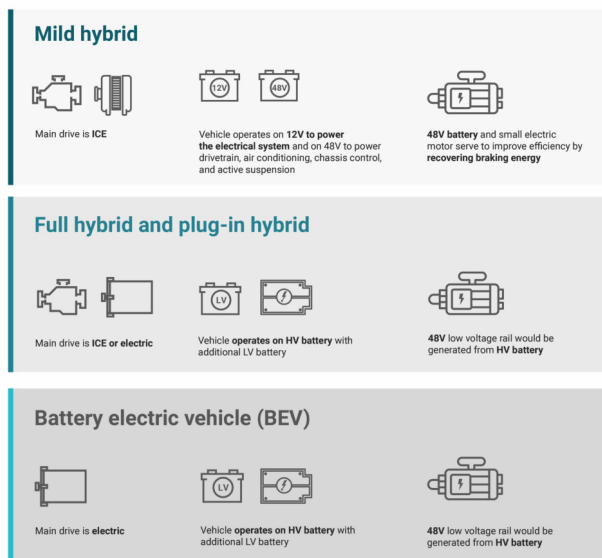 Mild hybrid
12V
48V
Main drive is ICE
Vehicle operates on 12V to power
the electrical system and on 48V to power
drivetrain, air conditioning, chassis control,
and active suspension
48V battery and small electric
motor serve to improve efficiency by
recovering braking energy
Full hybrid and plug-in hybrid
LV
Main drive is ICE or electric
Vehicle operates on HV battery with
additional LV battery
48V low voltage rail would be
generated from HV battery
Battery electric vehicle (BEV)
LV
Main drive is electric
Vehicle operates on HV battery with
additional LV battery
48V low voltage rail would be
generated from HV battery